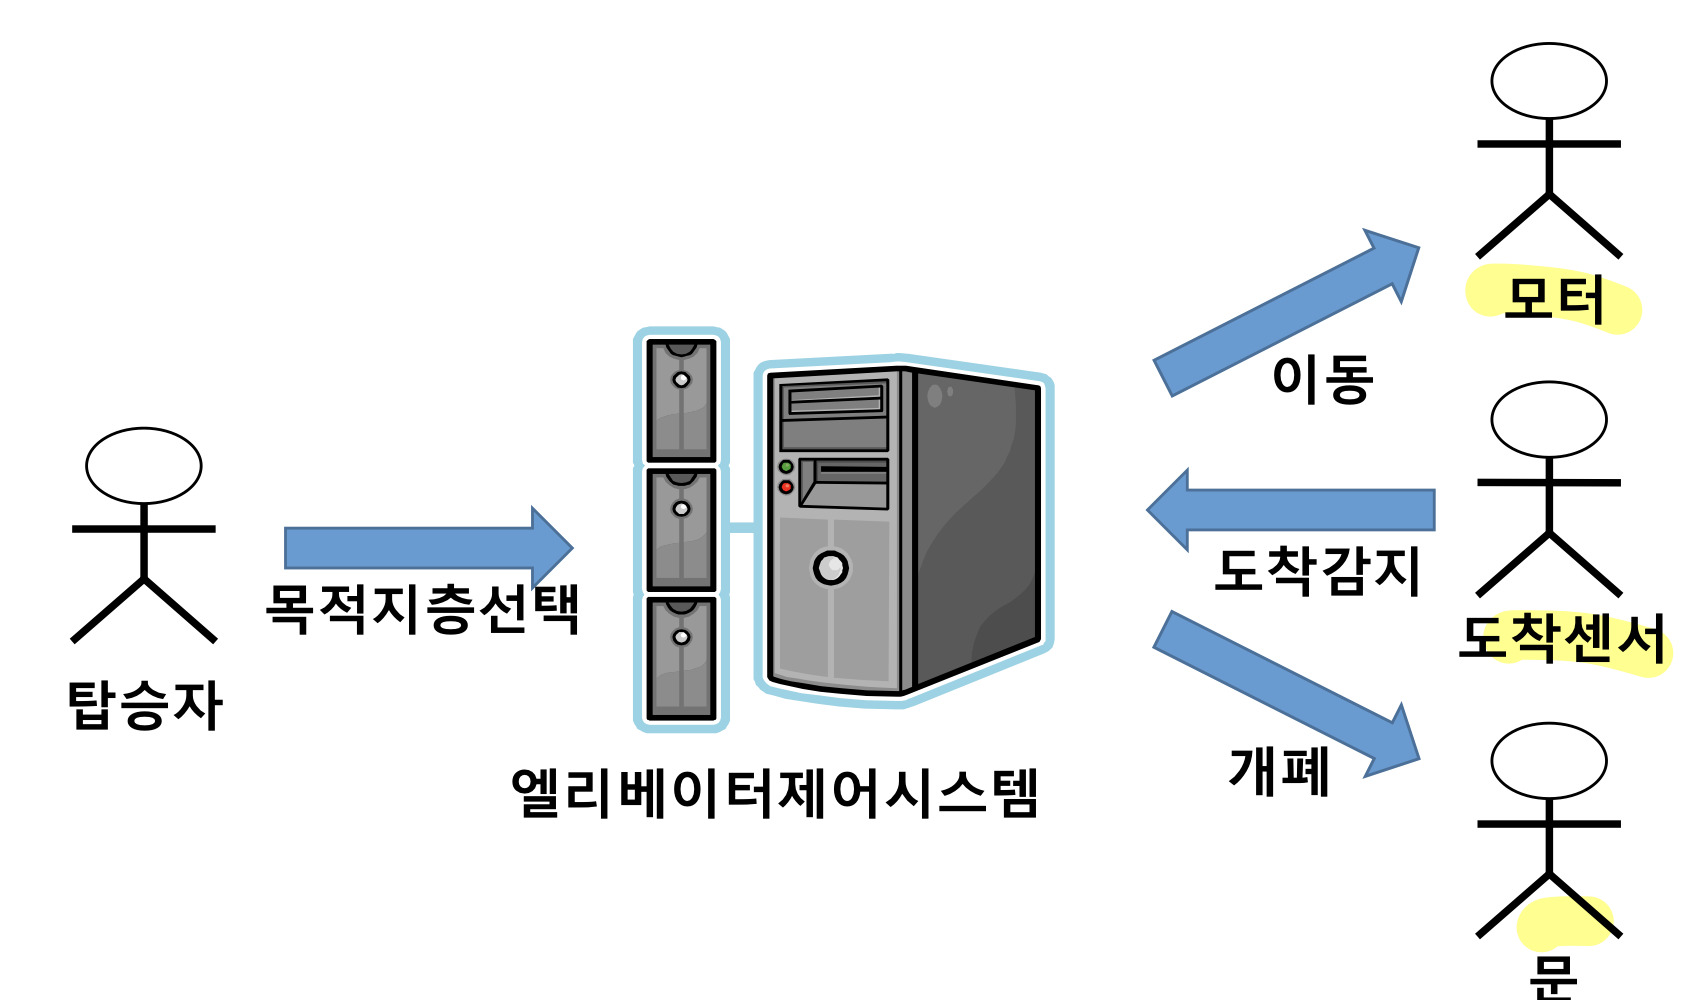 모터
이동
도착감지
목적지층선택
도착센서
탑승자
개폐
엘리베이터제어시스템
문